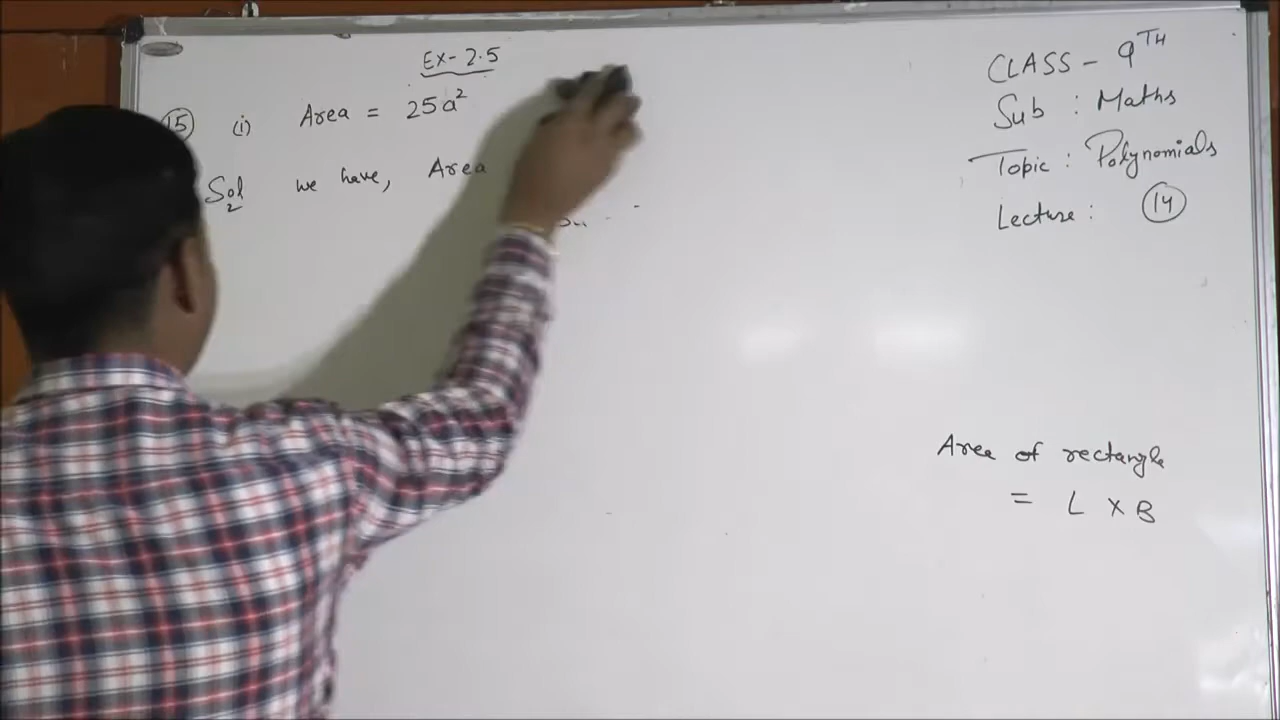 Ex- 2.5
15 (i) Area = 25a²
Sol we have, Area
CLASS - 9TH
Sub : Maths
Topic : Polynomials
Lecture : 14
Area of rectangle
= L x B